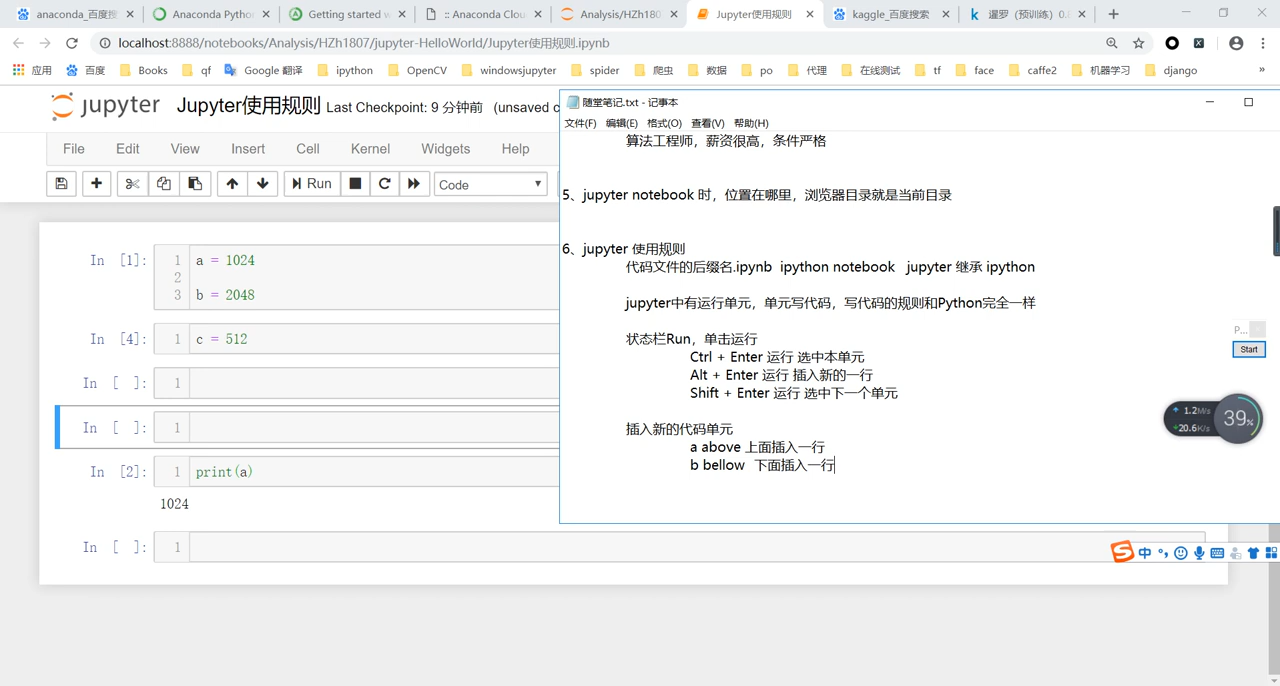 anaconda_百度搜
Anaconda Pytho
Getting started w
:: Anaconda Clou
Analysis/HZh180
Jupyter使用规则
kaggle_百度搜索
暹罗（预训练）0.
localhost:8888/notebooks/Analysis/HZh1807/jupyter-HelloWorld/Jupyter使用规则.ipynb
应用 百度 Books qf Google 翻译 ipython OpenCV windowsjupyter spider 爬虫 数据 po 代理 在线测试 tf face caffe2 机器学习 django »
jupyter Jupyter使用规则 Last Checkpoint: 9 分钟前 (unsaved c
File Edit View Insert Cell Kernel Widgets Help
Run Code
In [1]: 1 a = 1024
2
3 b = 2048
In [4]: 1 c = 512
In [ ]: 1
In [ ]: 1
In [2]: 1 print(a)
1024
In [ ]: 1
随堂笔记.txt - 记事本
文件(F) 编辑(E) 格式(O) 查看(V) 帮助(H)
算法工程师，薪资很高，条件严格
5、jupyter notebook 时，位置在哪里，浏览器目录就是当前目录
6、jupyter 使用规则
代码文件的后缀名.ipynb ipython notebook jupyter 继承 ipython
jupyter中有运行单元，单元写代码，写代码的规则和Python完全一样
状态栏Run，单击运行
Ctrl + Enter 运行 选中本单元
Alt + Enter 运行 插入新的一行
Shift + Enter 运行 选中下一个单元
插入新的代码单元
a above 上面插入一行
b bellow 下面插入一行
P...
Start
1.2M/s
20.6K/s
39%
中